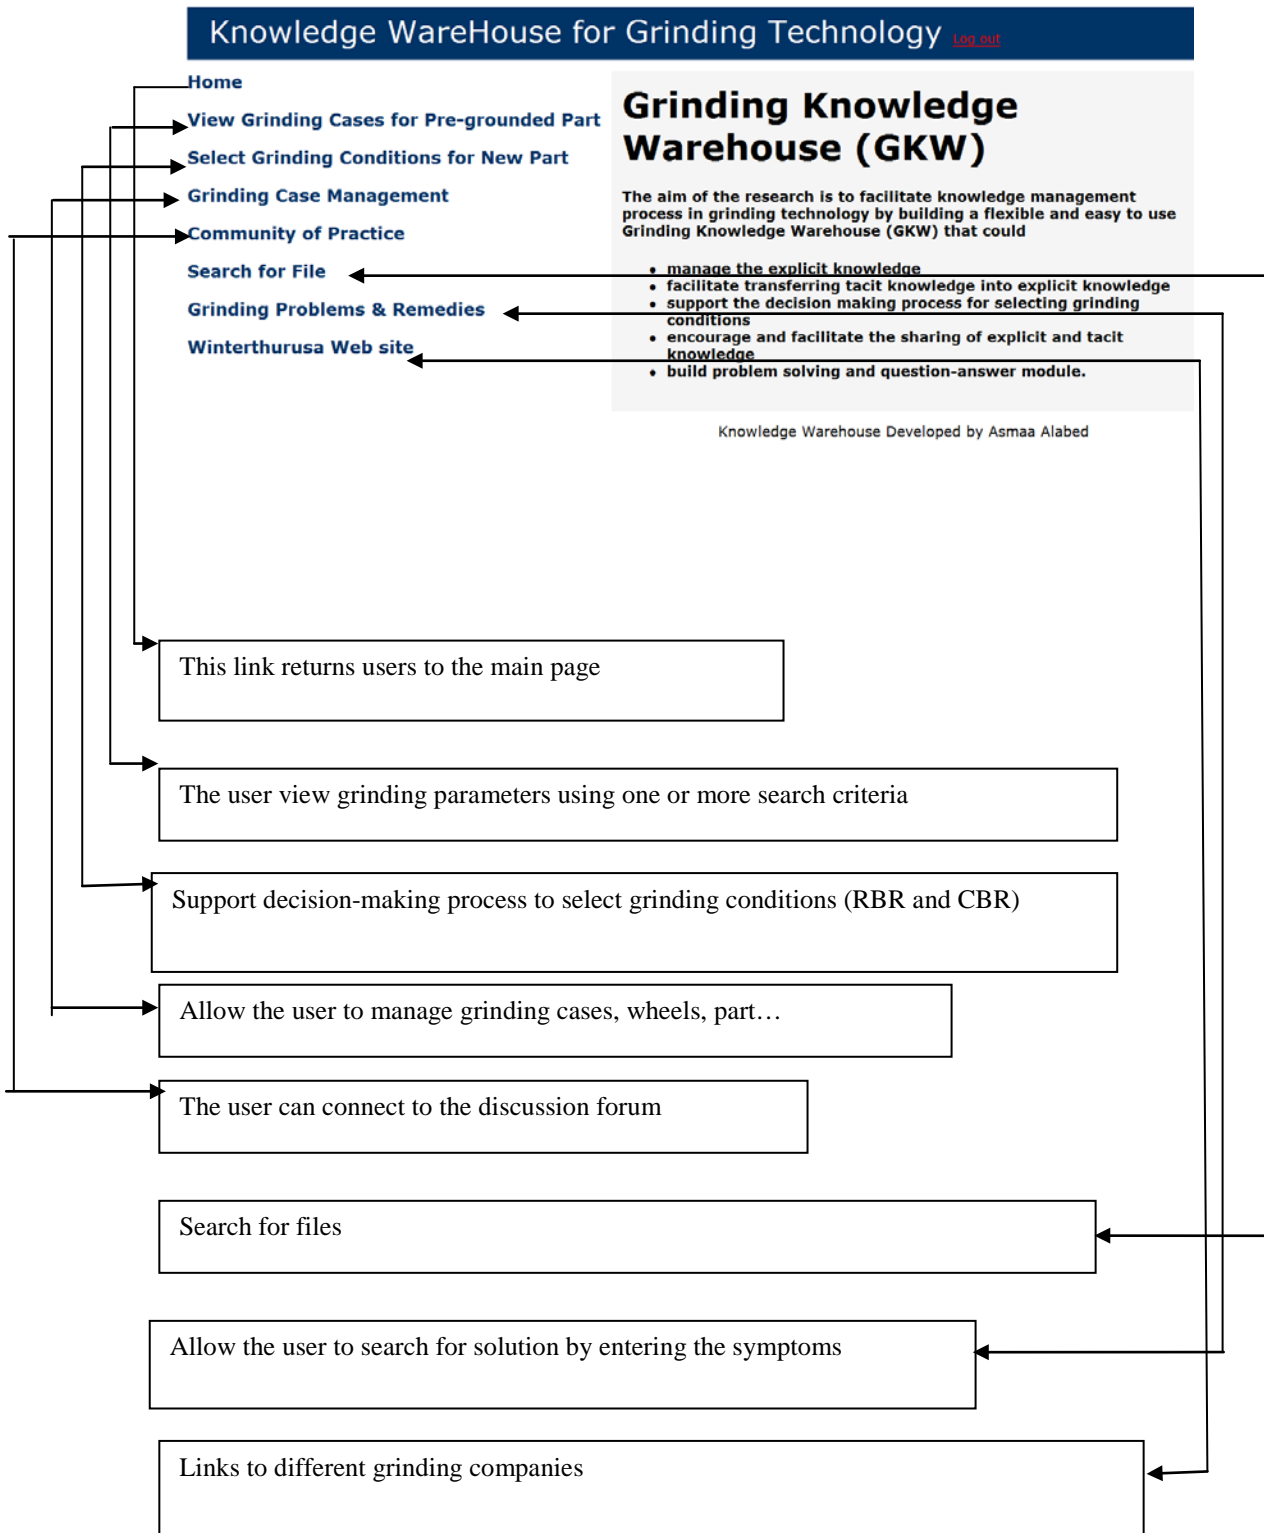 Knowledge WareHouse for Grinding Technology Log out
Home
View Grinding Cases for Pre-grounded Part
Select Grinding Conditions for New Part
Grinding Case Management
Community of Practice
Search for File
Grinding Problems & Remedies
Winterthurusa Web site
Grinding Knowledge
Warehouse (GKW)
The aim of the research is to facilitate knowledge management
process in grinding technology by building a flexible and easy to use
Grinding Knowledge Warehouse (GKW) that could
• manage the explicit knowledge
• facilitate transferring tacit knowledge into explicit knowledge
• support the decision making process for selecting grinding
conditions
• encourage and facilitate the sharing of explicit and tacit
knowledge
• build problem solving and question-answer module.
Knowledge Warehouse Developed by Asmaa Alabed
This link returns users to the main page
The user view grinding parameters using one or more search criteria
Support decision-making process to select grinding conditions (RBR and CBR)
Allow the user to manage grinding cases, wheels, part…
The user can connect to the discussion forum
Search for files
Allow the user to search for solution by entering the symptoms
Links to different grinding companies